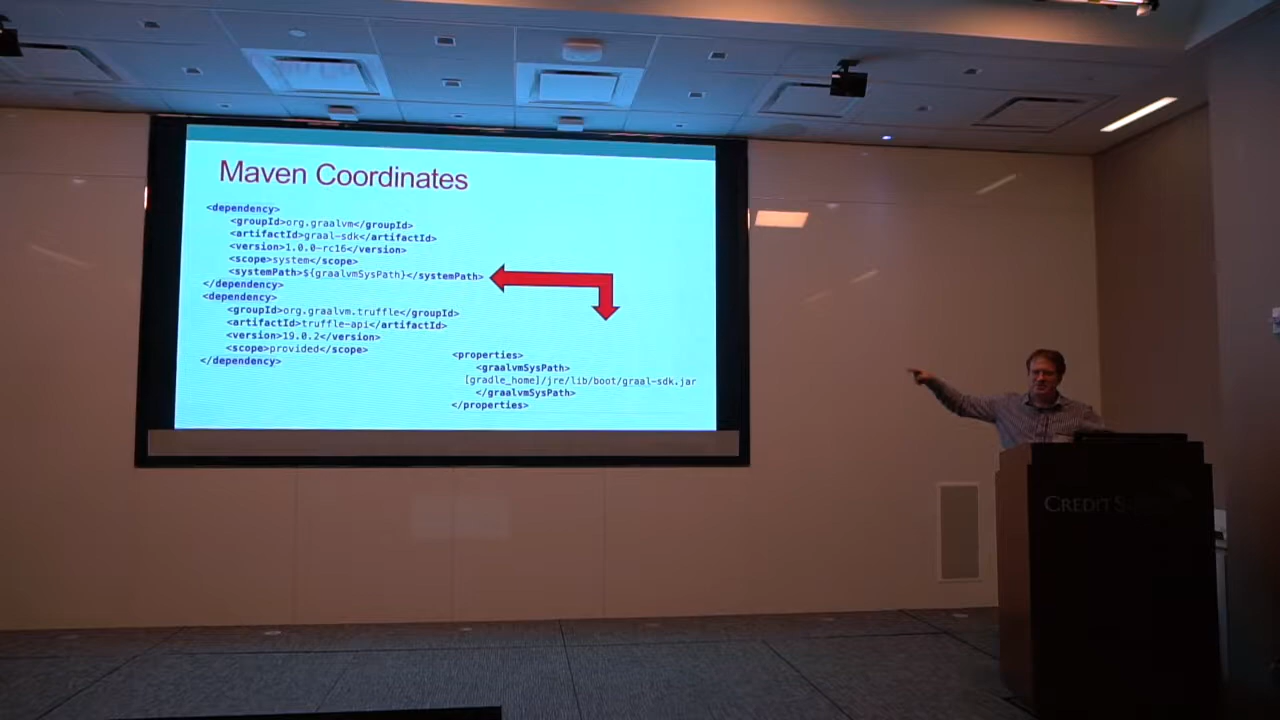 Maven Coordinates
<dependency>
<groupId>org.graalvm</groupId>
<artifactId>graal-sdk</artifactId>
<version>1.0.0-rc16</version>
<scope>system</scope>
<systemPath>${graalvmSysPath}</systemPath>
</dependency>
<dependency>
<groupId>org.graalvm.truffle</groupId>
<artifactId>truffle-api</artifactId>
<version>19.0.2</version>
<scope>provided</scope>
</dependency>
<properties>
<graalvmSysPath>
[gradle_home]/jre/lib/boot/graal-sdk.jar
</graalvmSysPath>
</properties>
CREDIT